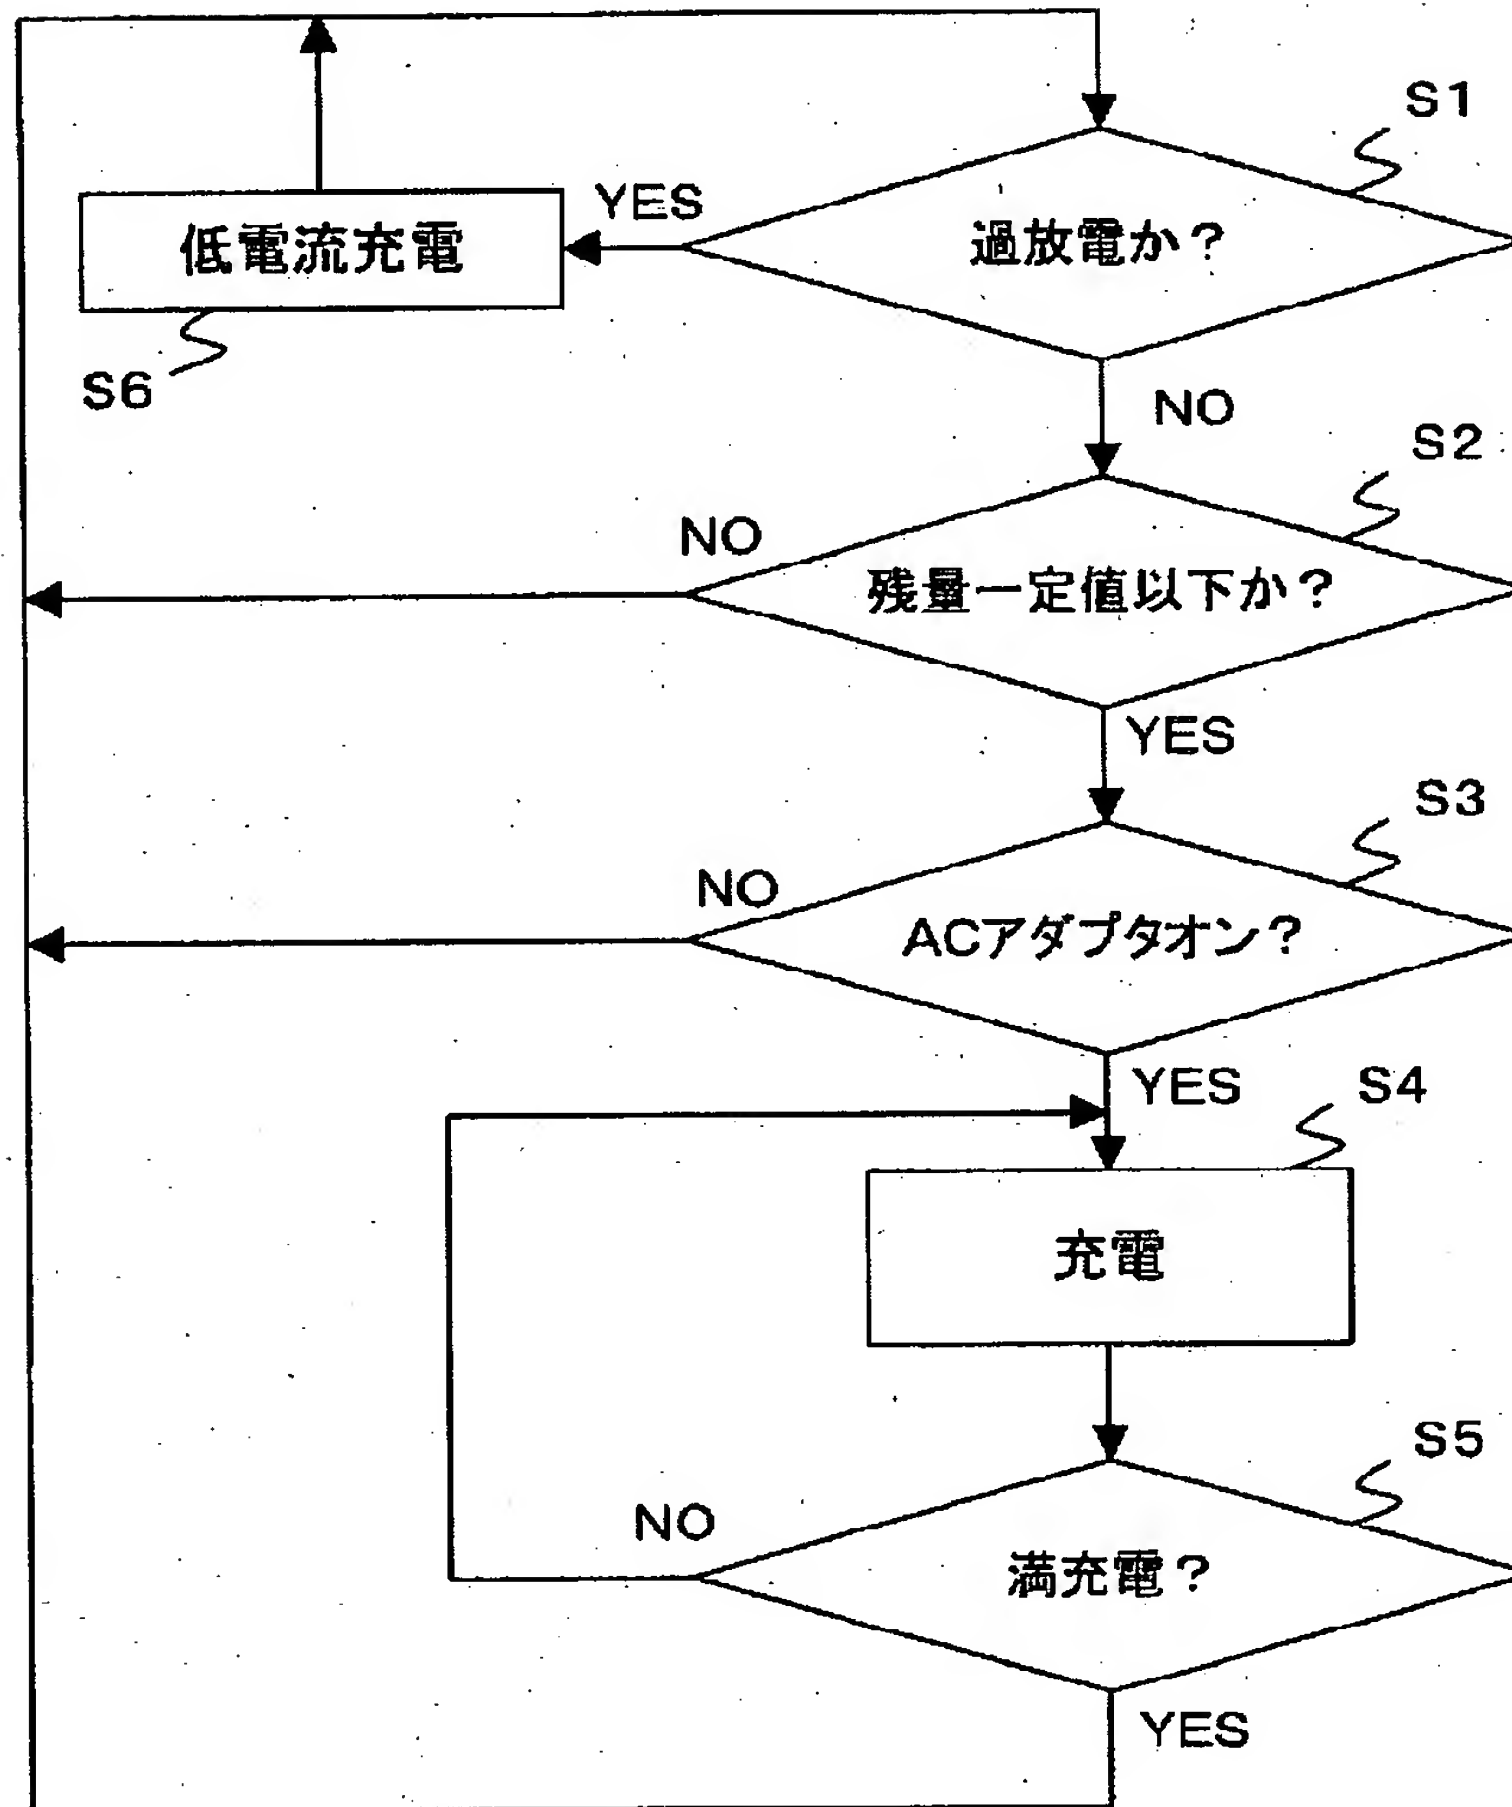 S1
過放電か？
YES
低電流充電
S6
NO
S2
残量一定値以下か？
NO
YES
S3
ACアダプタオン？
NO
YES
S4
充電
S5
満充電？
NO
YES